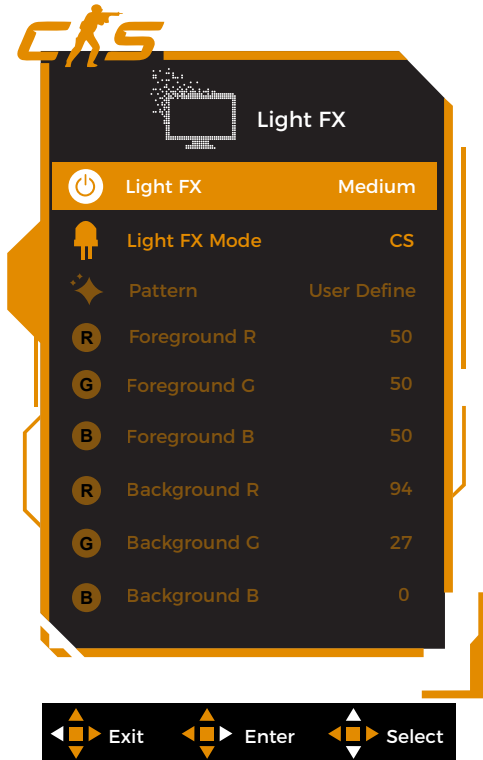 CS
Light FX
Light FX Medium
Light FX Mode CS
Pattern User Define
R Foreground R 50
G Foreground G 50
B Foreground B 50
R Background R 94
G Background G 27
B Background B 0
Exit Enter Select